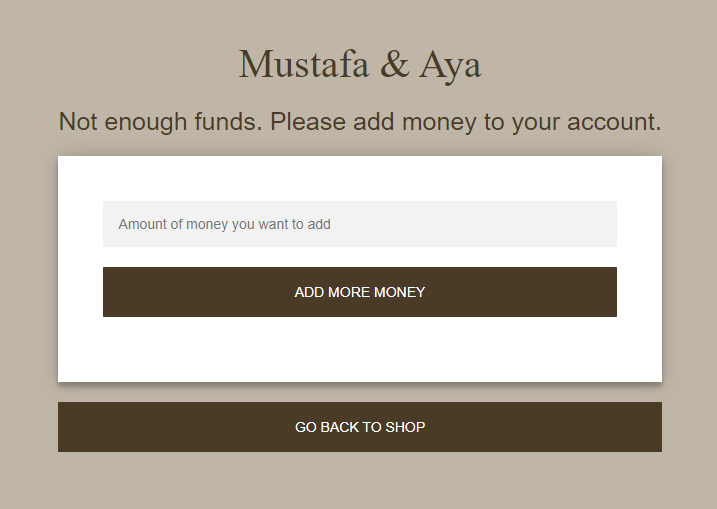 Mustafa & Aya
Not enough funds. Please add money to your account.
Amount of money you want to add
ADD MORE MONEY
GO BACK TO SHOP